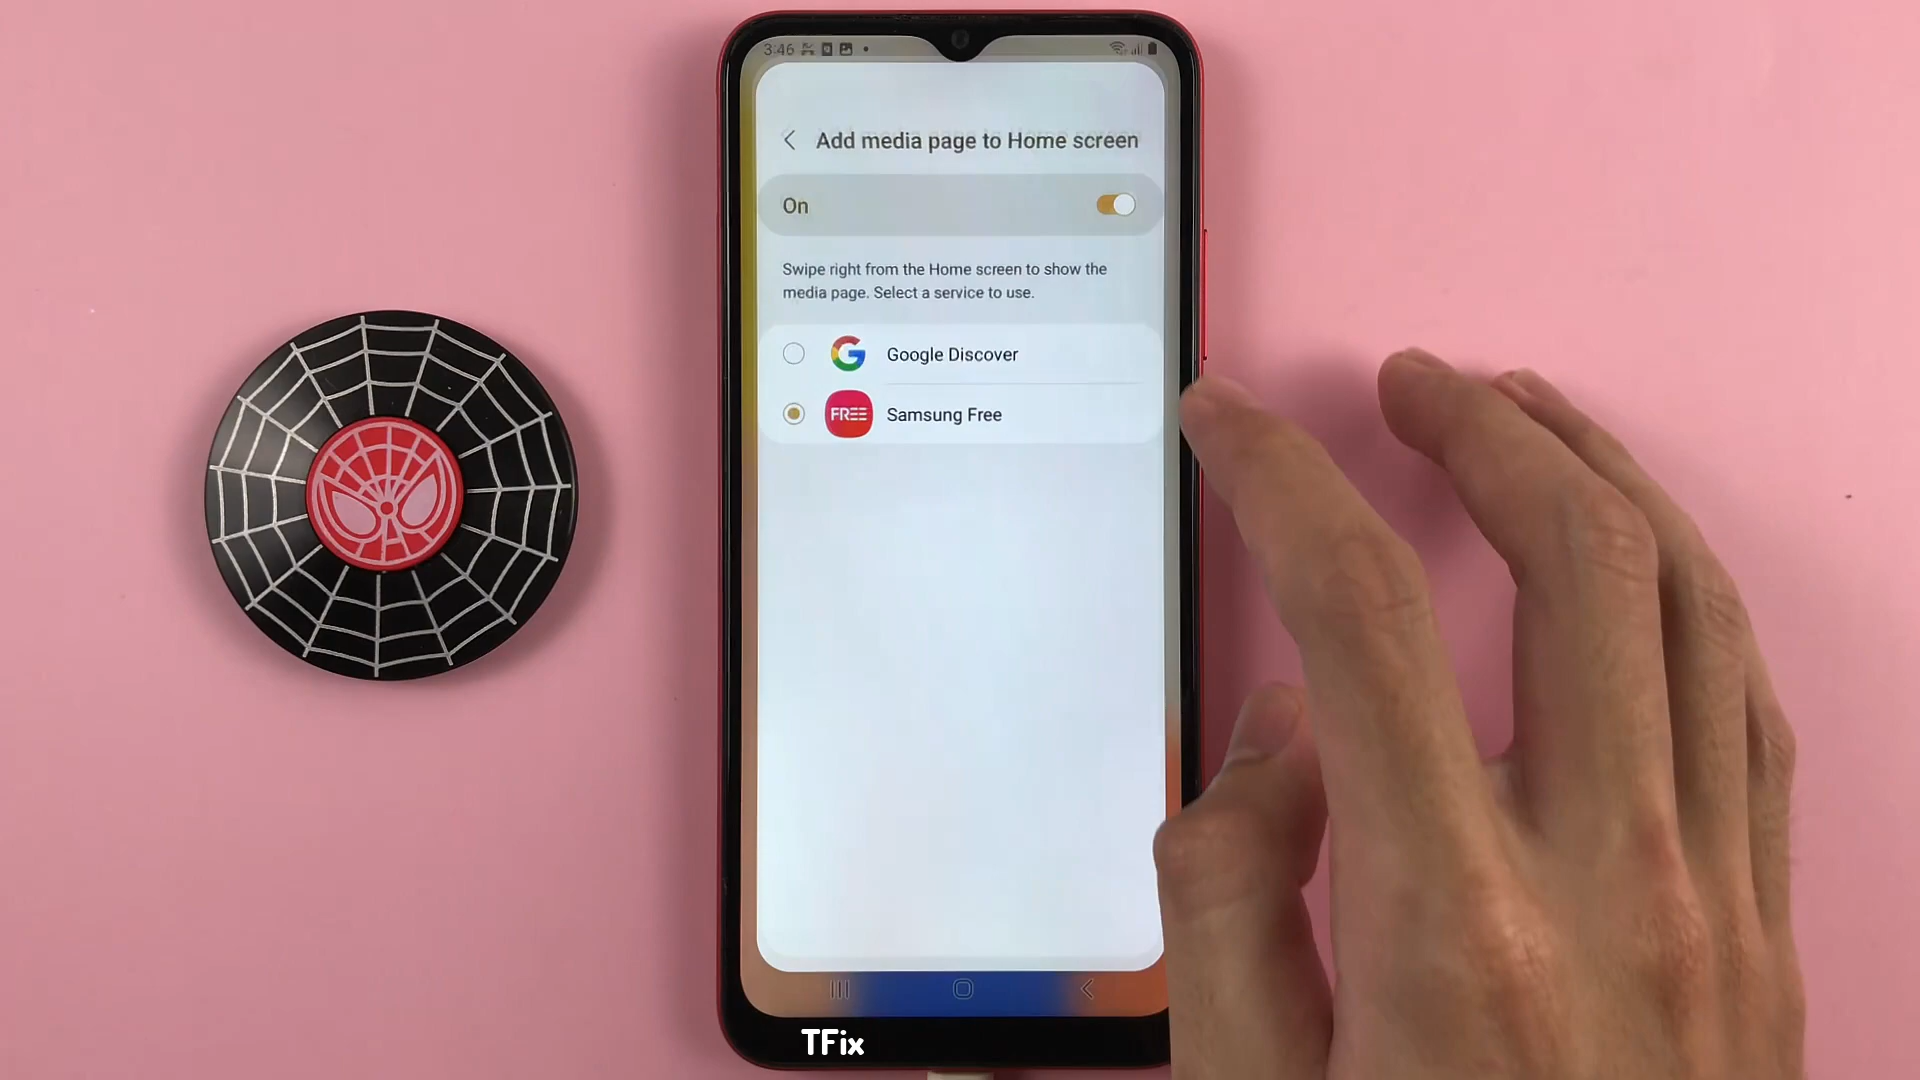 3:46
Add media page to Home screen
On
Swipe right from the Home screen to show the
media page. Select a service to use.
Google Discover
FREE
Samsung Free
TFix